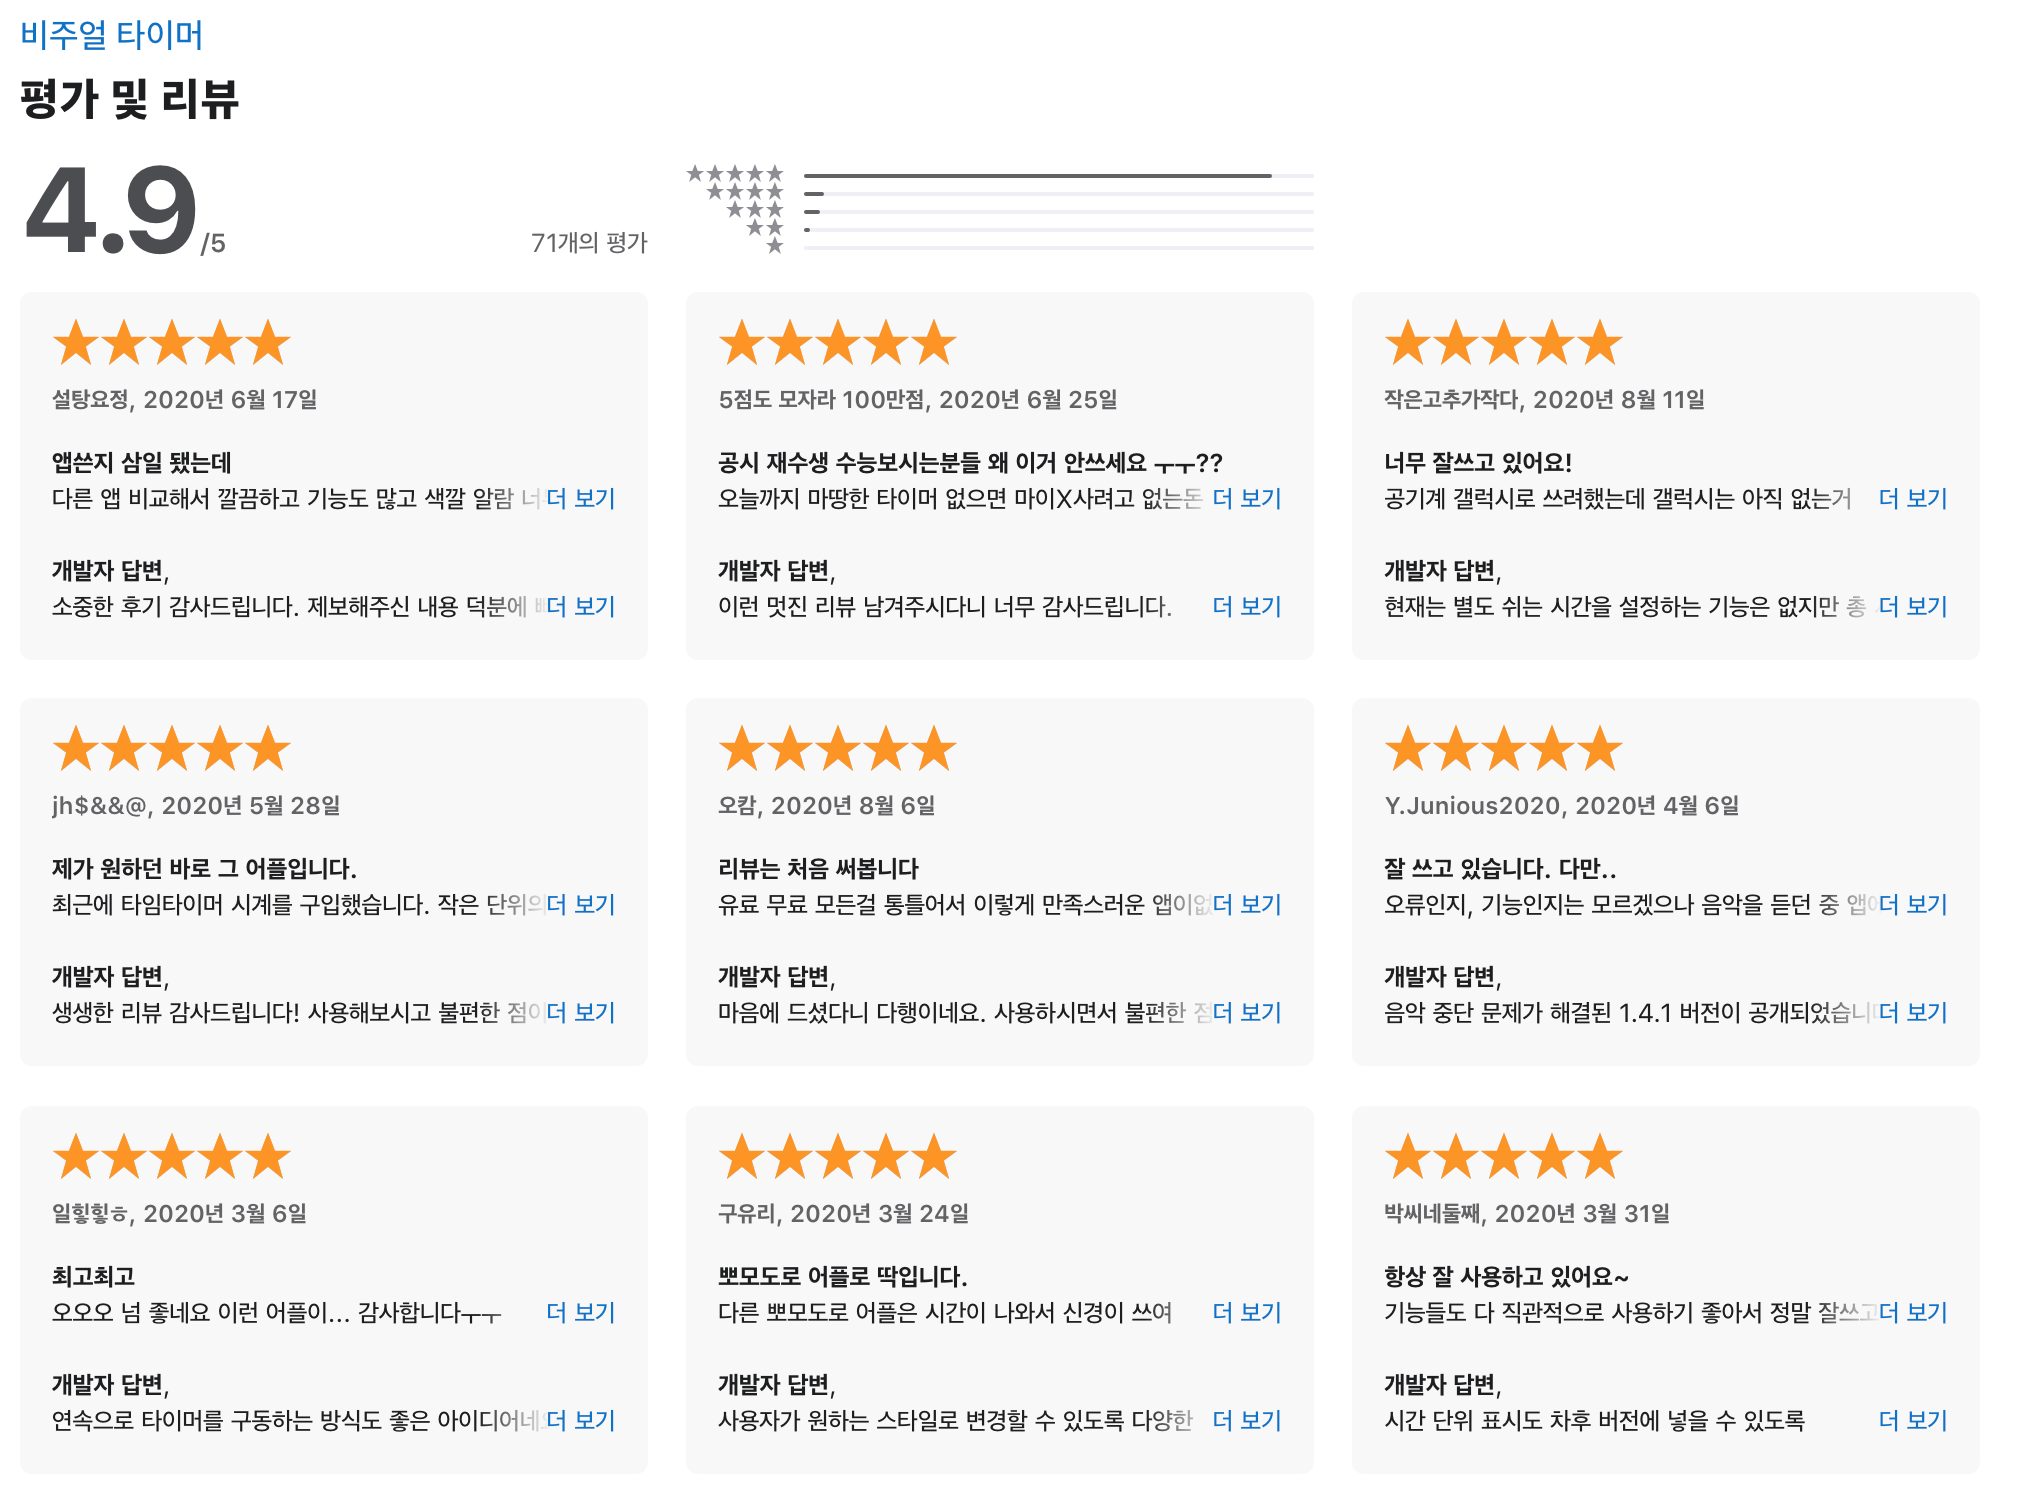 비주얼 타이머
평가 및 리뷰
4.9/5
71개의 평가
설탕요정, 2020년 6월 17일
앱쓴지 삼일 됐는데
다른 앱 비교해서 깔끔하고 기능도 많고 색깔 알람 더 보기
개발자 답변,
소중한 후기 감사드립니다. 제보해주신 내용 덕분에 더 보기
5점도 모자라 100만점, 2020년 6월 25일
공시 재수생 수능보시는분들 왜 이거 안쓰세요 ㅜㅜ??
오늘까지 마땅한 타이머 없으면 마이X사려고 없는돈 더 보기
개발자 답변,
이런 멋진 리뷰 남겨주시다니 너무 감사드립니다. 더 보기
작은고추가작다, 2020년 8월 11일
너무 잘쓰고 있어요!
공기계 갤럭시로 쓰려했는데 갤럭시는 아직 없는거 더 보기
개발자 답변,
현재는 별도 쉬는 시간을 설정하는 기능은 없지만 총 더 보기
jh$&&@, 2020년 5월 28일
제가 원하던 바로 그 어플입니다.
최근에 타임타이머 시계를 구입했습니다. 작은 단위의 더 보기
개발자 답변,
생생한 리뷰 감사드립니다! 사용해보시고 불편한 점이 더 보기
오캄, 2020년 8월 6일
리뷰는 처음 써봅니다
유료 무료 모든걸 통틀어서 이렇게 만족스러운 앱이없 더 보기
개발자 답변,
마음에 드셨다니 다행이네요. 사용하시면서 불편한 점 더 보기
Y.Junious2020, 2020년 4월 6일
잘 쓰고 있습니다. 다만..
오류인지, 기능인지는 모르겠으나 음악을 듣던 중 더 보기
개발자 답변,
음악 중단 문제가 해결된 1.4.1 버전이 공개되었습니다 더 보기
일힣힣ㅎ, 2020년 3월 6일
최고최고
오오오 넘 좋네요 이런 어플이... 감사합니다ㅜㅜ 더 보기
개발자 답변,
연속으로 타이머를 구동하는 방식도 좋은 아이디어네요 더 보기
구유리, 2020년 3월 24일
뽀모도로 어플로 딱입니다.
다른 뽀모도로 어플은 시간이 나와서 신경이 쓰여 더 보기
개발자 답변,
사용자가 원하는 스타일로 변경할 수 있도록 다양한 더 보기
박씨네둘째, 2020년 3월 31일
항상 잘 사용하고 있어요~
기능들도 다 직관적으로 사용하기 좋아서 정말 잘쓰고 더 보기
개발자 답변,
시간 단위 표시도 차후 버전에 넣을 수 있도록 더 보기